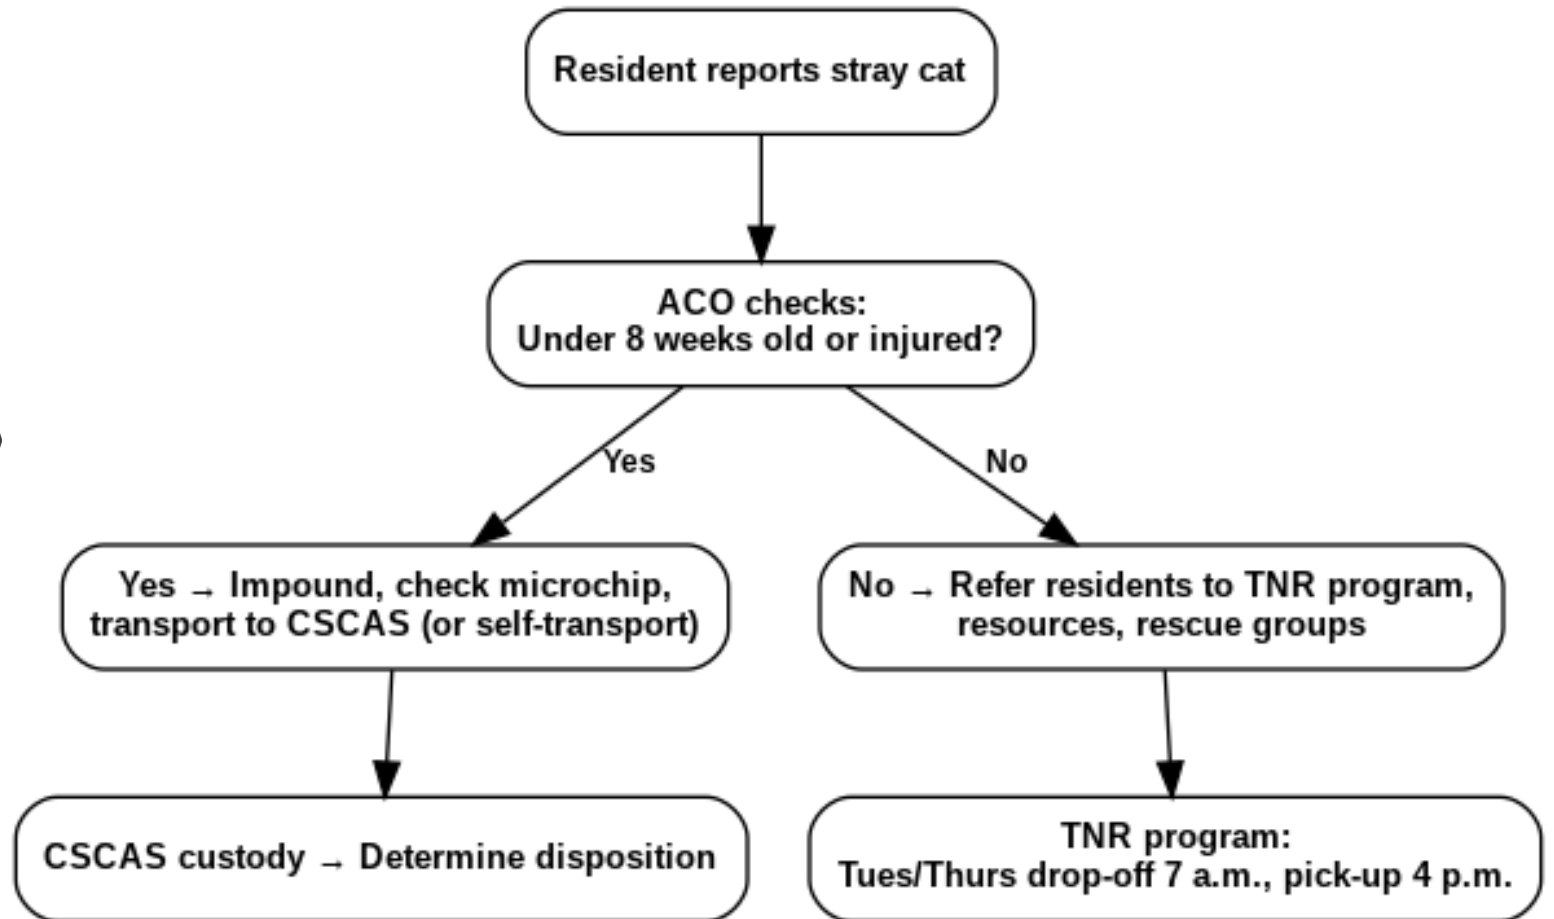 Resident reports stray cat
ACO checks:
Under 8 weeks old or injured?
Yes
No
Yes → Impound, check microchip,
transport to CSCAS (or self-transport)
No → Refer residents to TNR program,
resources, rescue groups
CSCAS custody → Determine disposition
TNR program:
Tues/Thurs drop-off 7 a.m., pick-up 4 p.m.